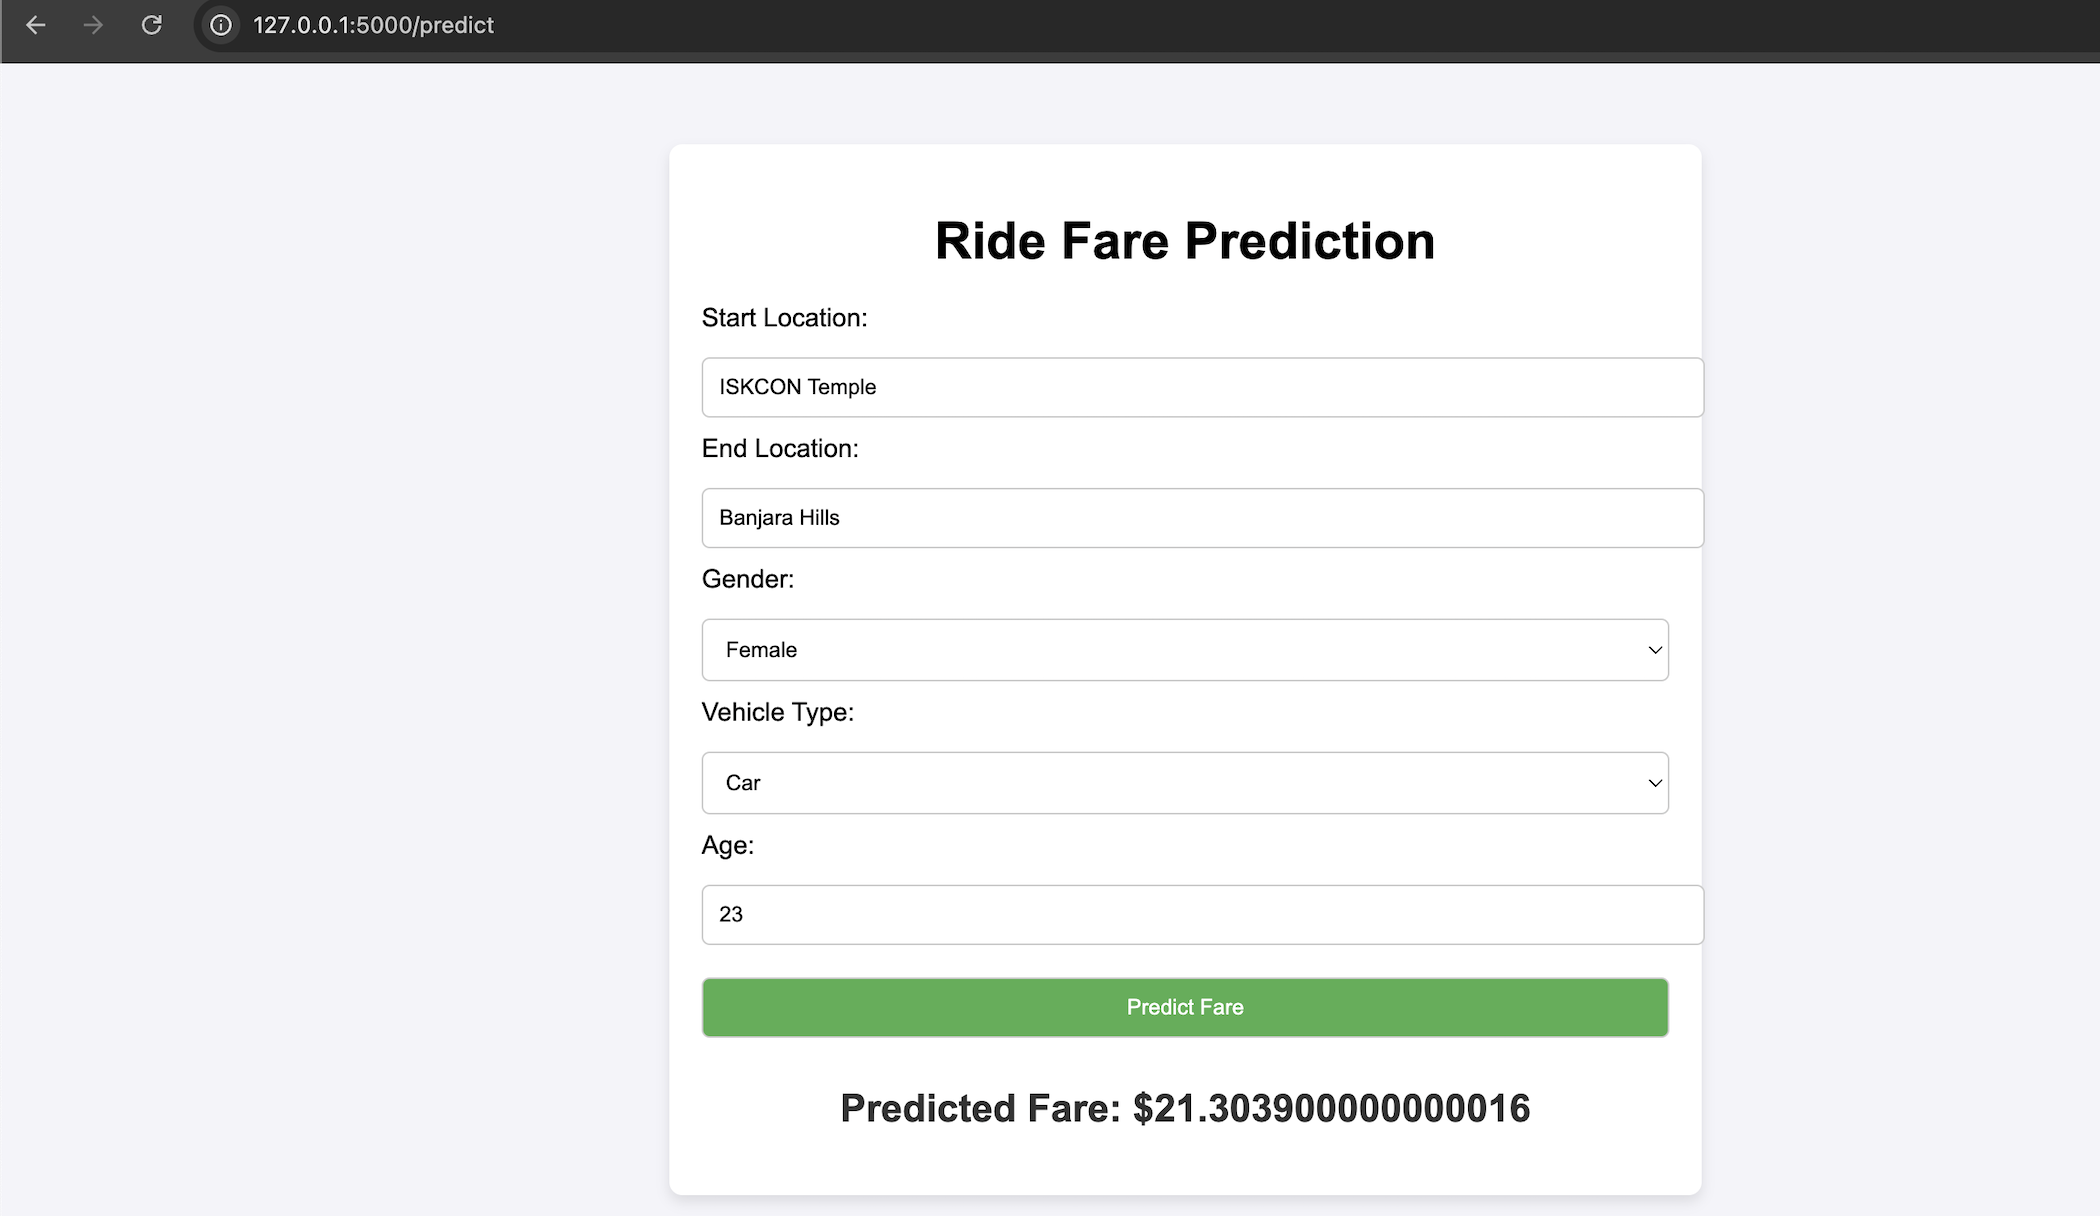 127.0.0.1:5000/predict
Ride Fare Prediction
Start Location:
ISKCON Temple
End Location:
Banjara Hills
Gender:
Female
Vehicle Type:
Car
Age:
23
Predict Fare
Predicted Fare: $21.303900000000016